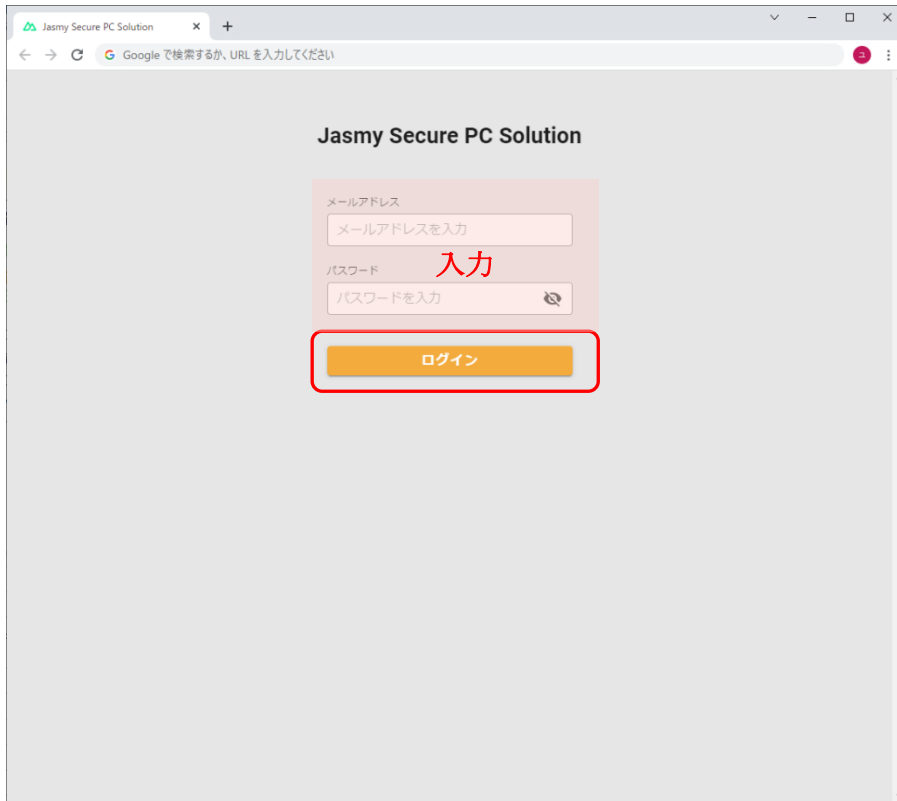 Jasmy Secure PC Solution
Google で検索するか、URL を入力してください
ユ
Jasmy Secure PC Solution
メールアドレス
メールアドレスを入力
入力
パスワード
パスワードを入力
ログイン